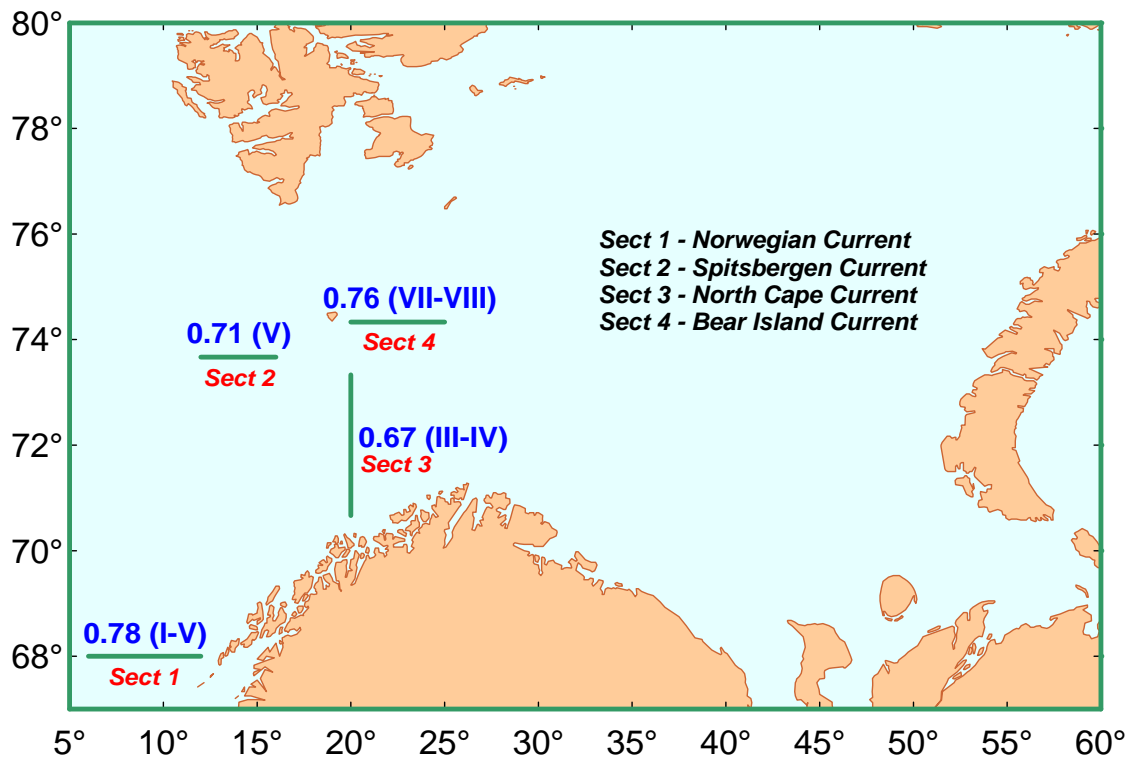 80°
78°
76°
Sect 1 - Norwegian Current
Sect 2 - Spitsbergen Current
Sect 3 - North Cape Current
Sect 4 - Bear Island Current
0.76 (VII-VIII)
Sect 4
0.71 (V)
Sect 2
74°
72°
0.67 (III-IV)
Sect 3
70°
0.78 (I-V)
Sect 1
68°
5° 10° 15° 20° 25° 30° 35° 40° 45° 50° 55° 60°